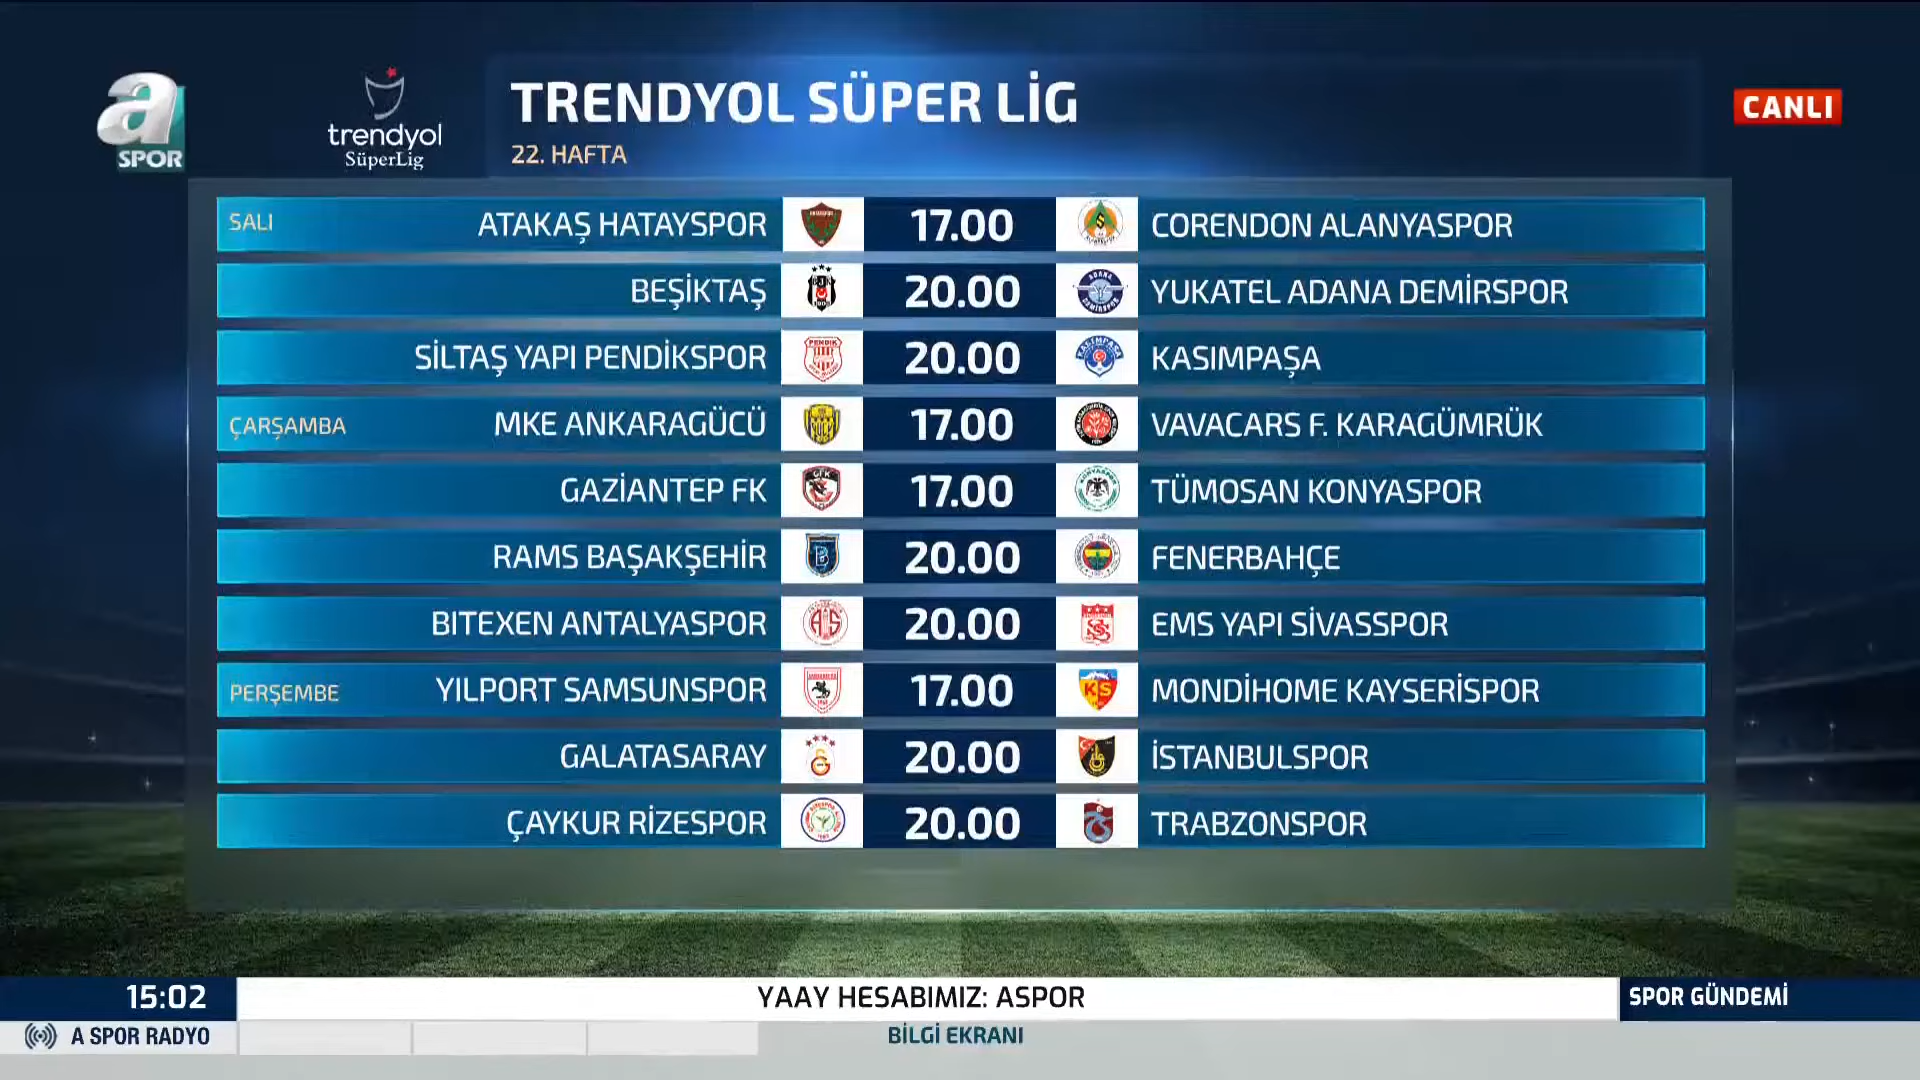 a
SPOR
trendyol
SüperLig
TRENDYOL SÜPER LİG
22. HAFTA
CANLI
SALI ATAKAŞ HATAYSPOR 17.00 CORENDON ALANYASPOR
BEŞİKTAŞ 20.00 YUKATEL ADANA DEMİRSPOR
SİLTAŞ YAPI PENDİKSPOR 20.00 KASIMPAŞA
ÇARŞAMBA MKE ANKARAGÜCÜ 17.00 VAVACARS F. KARAGÜMRÜK
GAZİANTEP FK 17.00 TÜMOSAN KONYASPOR
RAMS BAŞAKŞEHİR 20.00 FENERBAHÇE
BITEXEN ANTALYASPOR 20.00 EMS YAPI SİVASSPOR
PERŞEMBE YILPORT SAMSUNSPOR 17.00 MONDİHOME KAYSERİSPOR
GALATASARAY 20.00 İSTANBULSPOR
ÇAYKUR RİZESPOR 20.00 TRABZONSPOR
15:02 YAAY HESABIMIZ: ASPOR SPOR GÜNDEMİ
A SPOR RADYO BİLGİ EKRANI